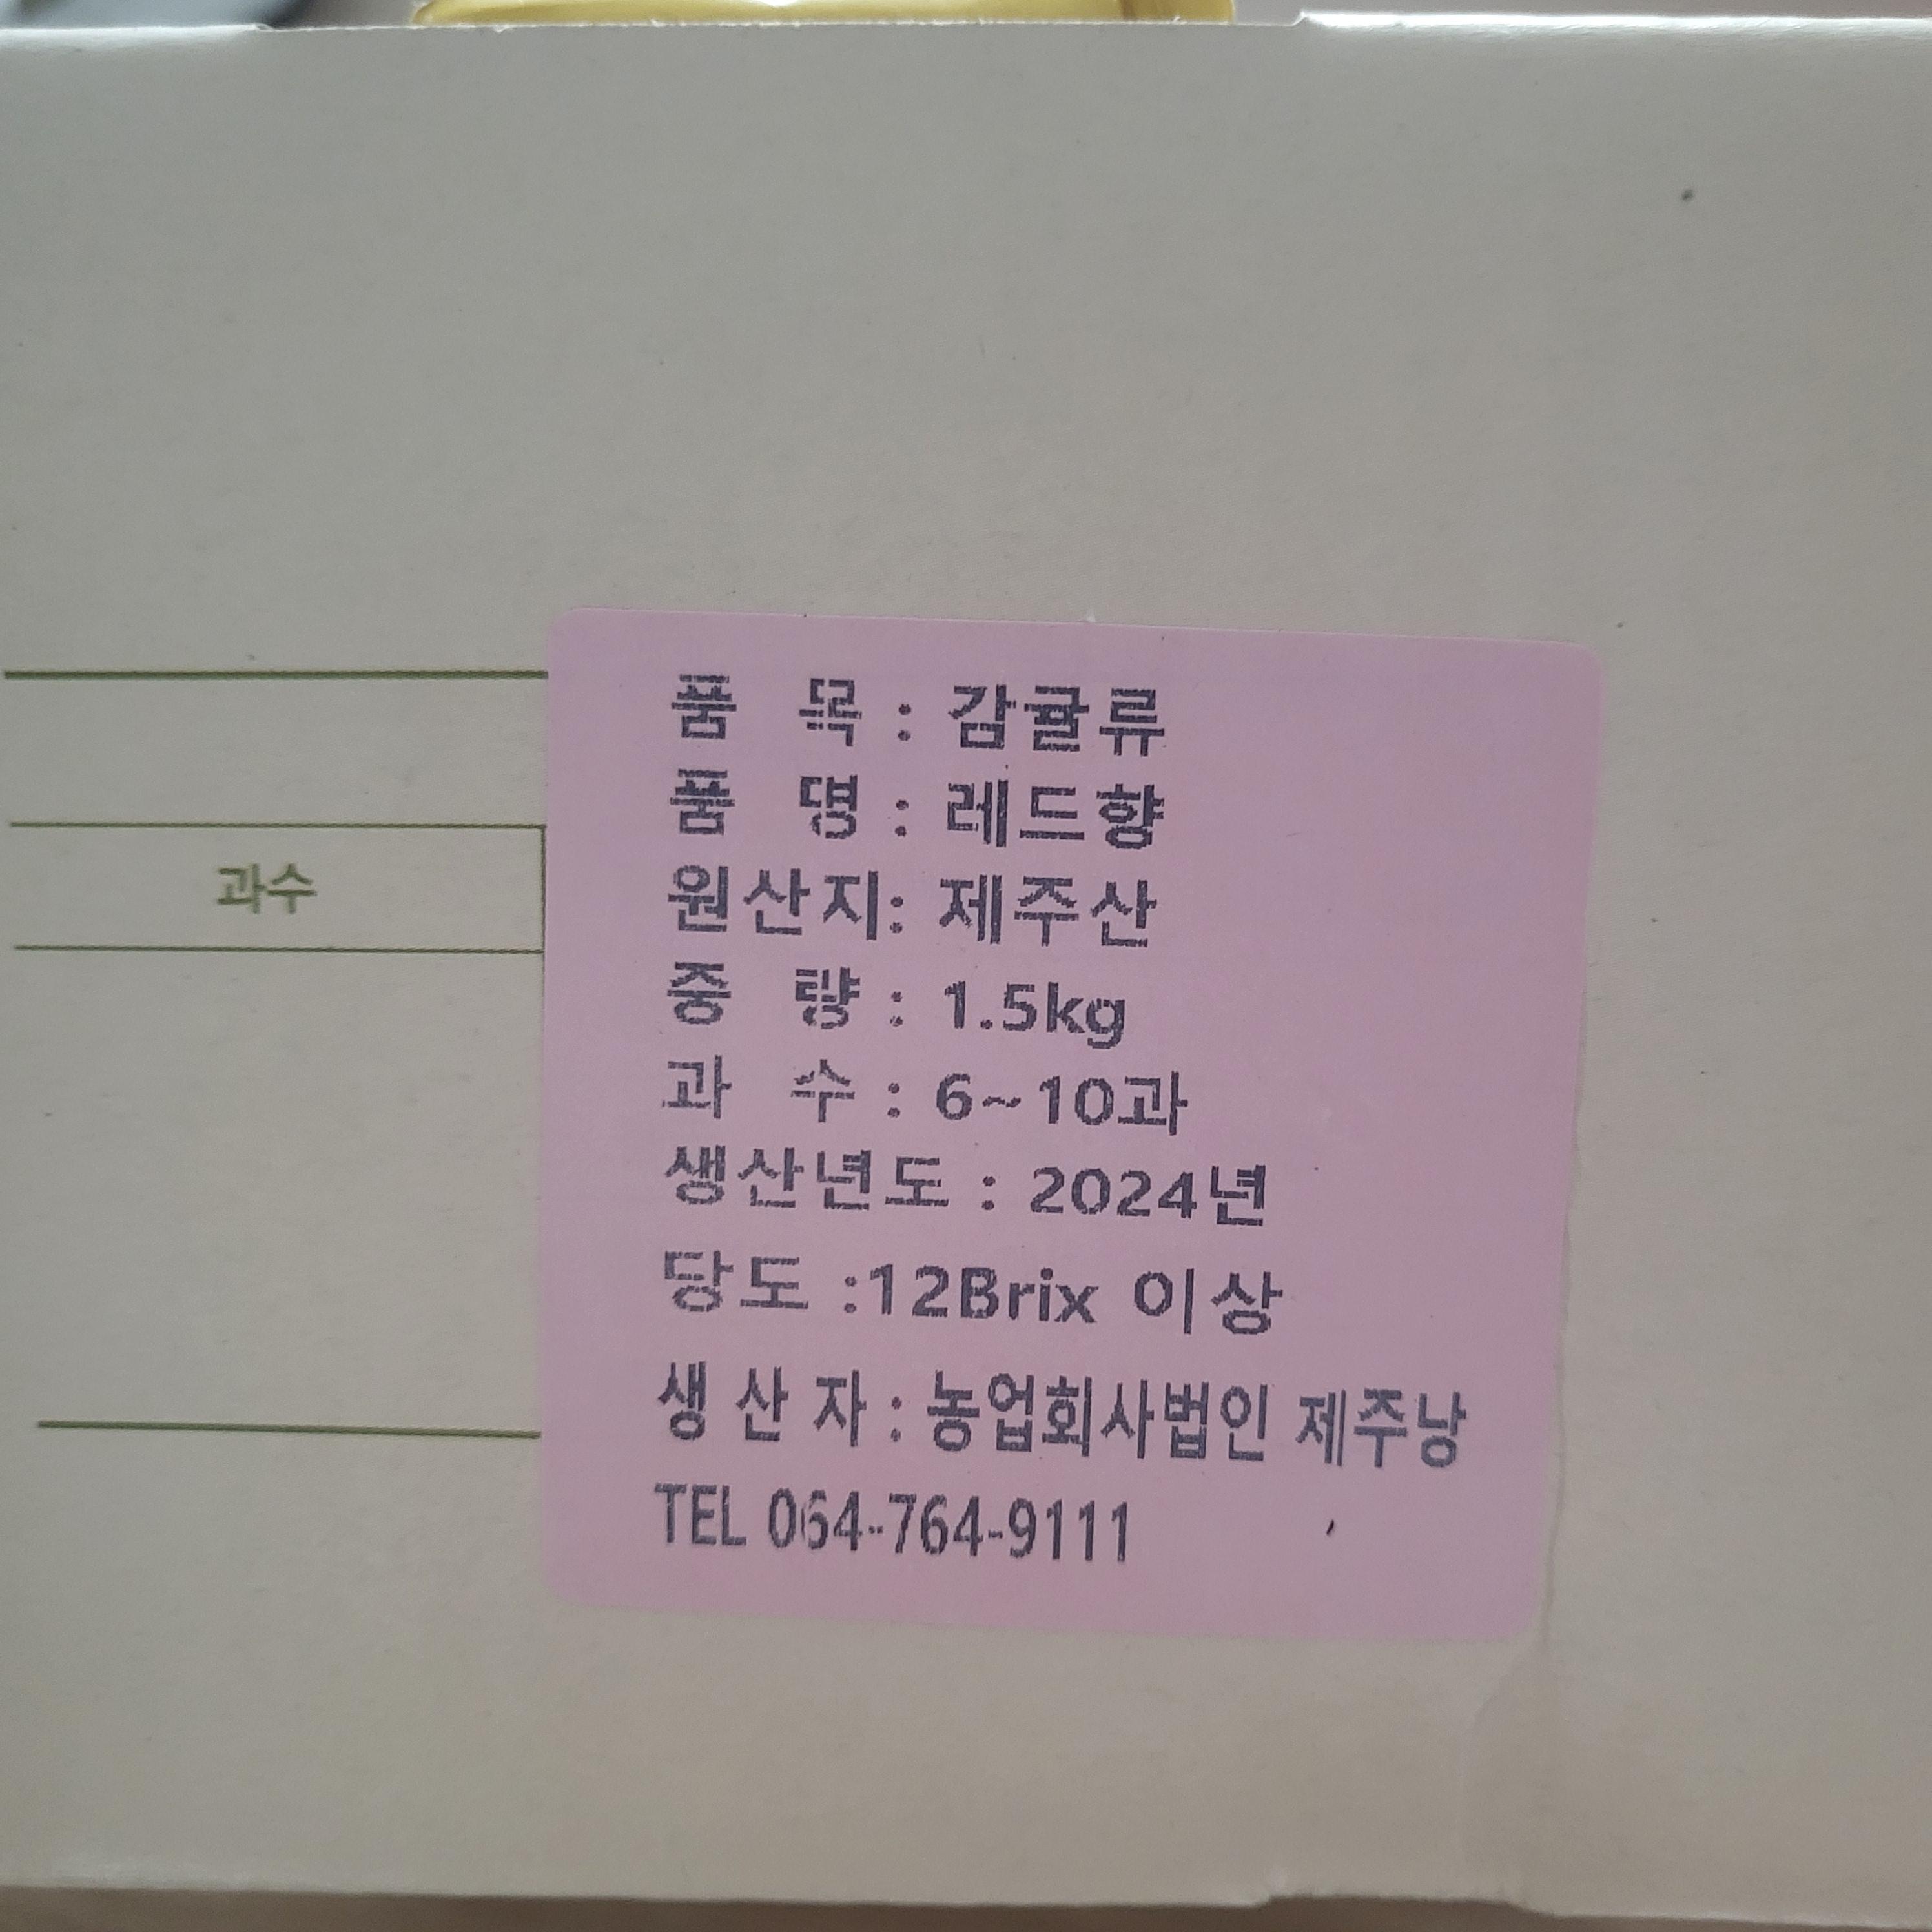 과수
품 목 : 감귤류
품 명 : 레드향
원산지: 제주산
중 량 : 1.5kg
과 수 : 6~10과
생산년도 : 2024년
당도 :12Brix 이상
생 산 자 : 농업회사법인 제주낭
TEL 064-764-9111